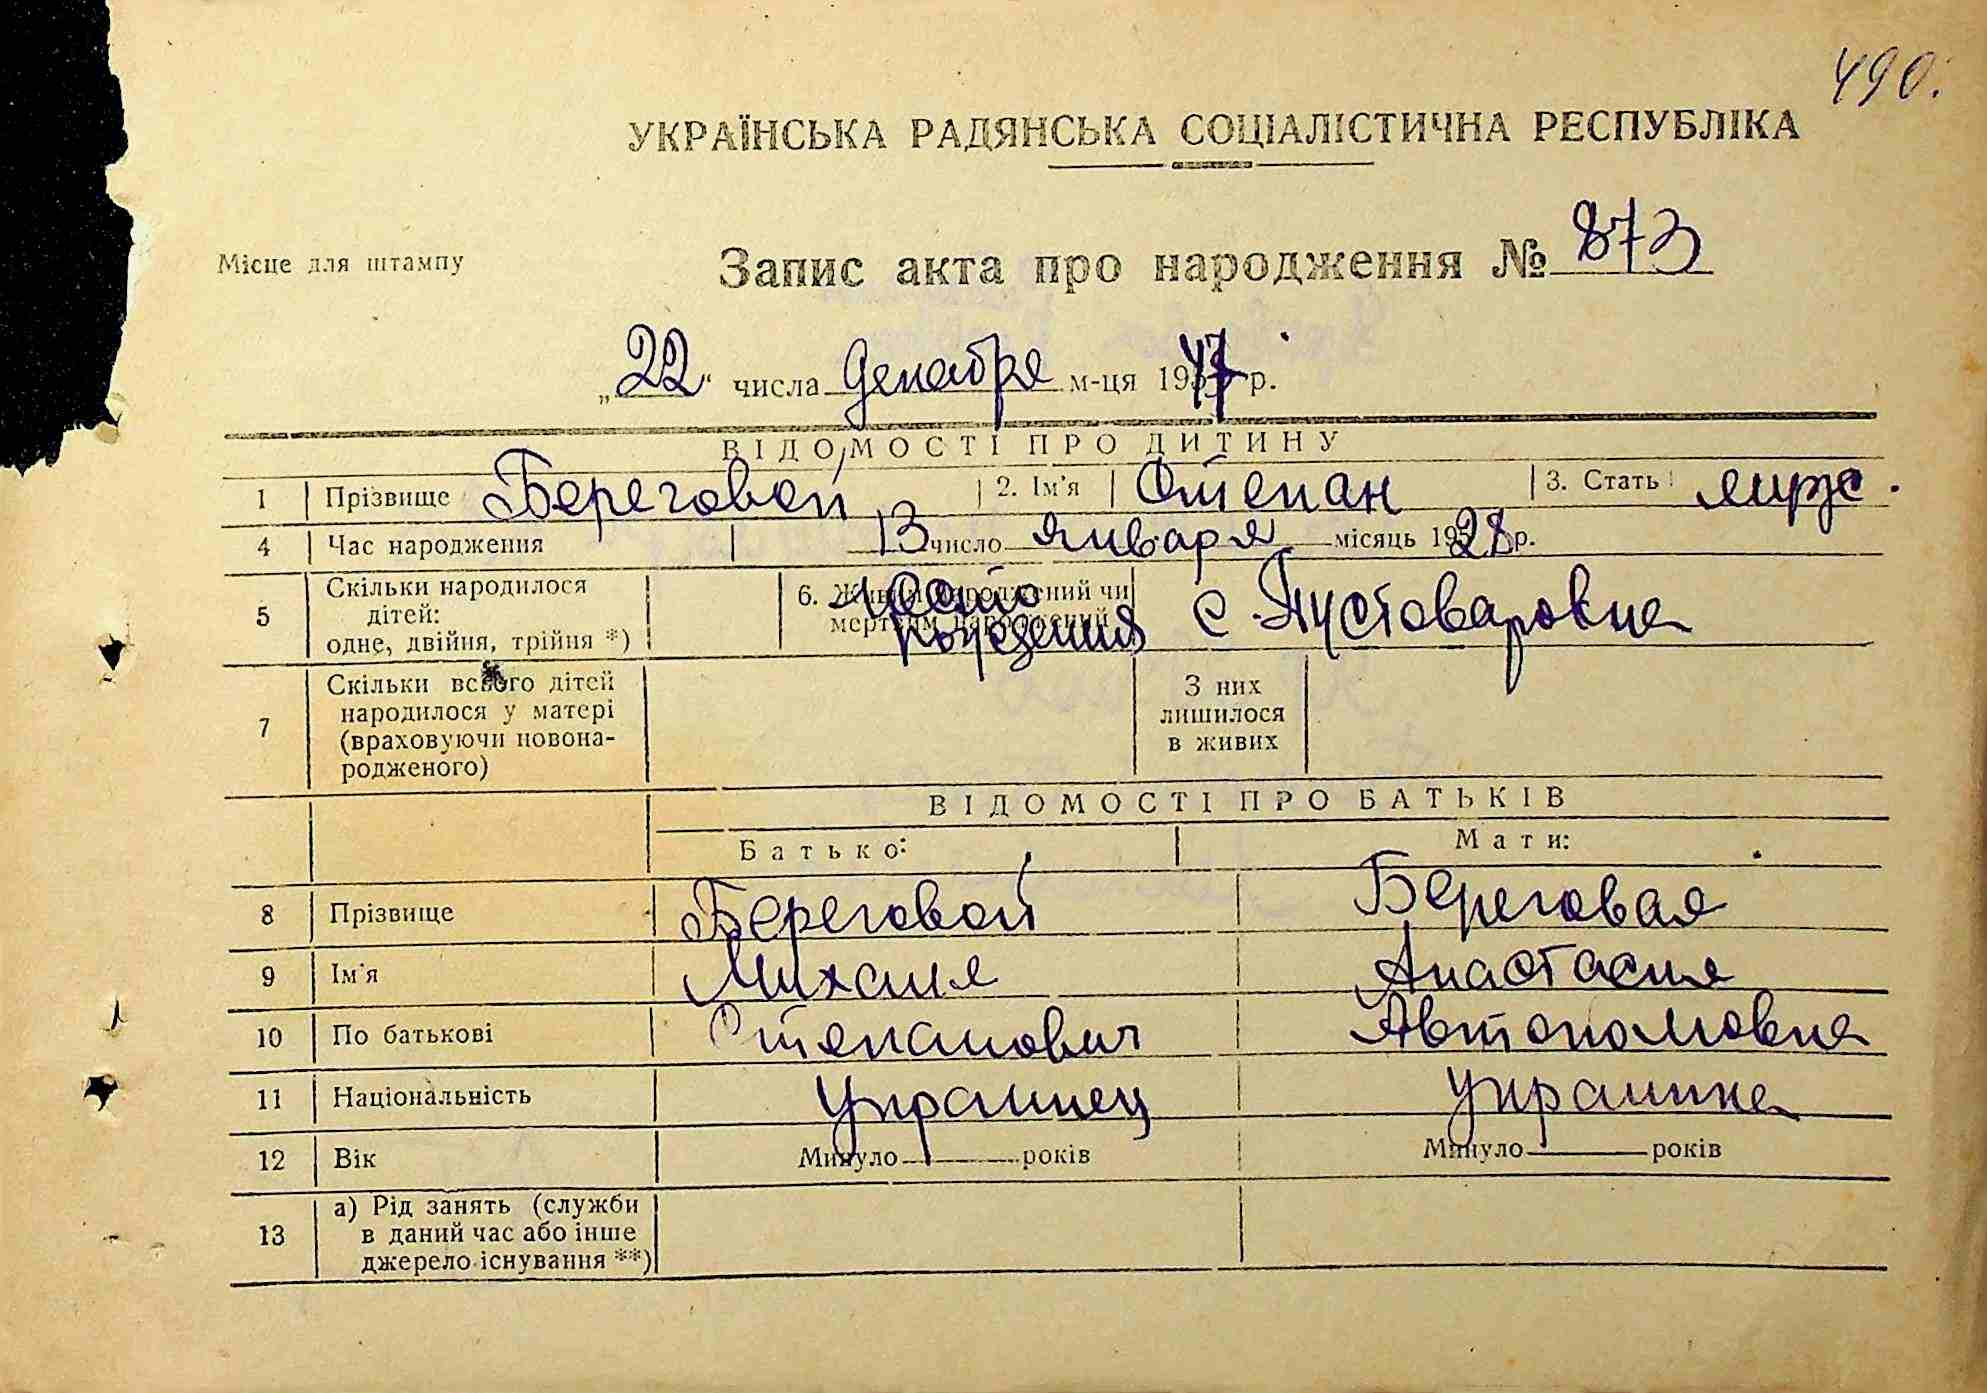 490.
УКРАЇНСЬКА РАДЯНСЬКА СОЦІАЛІСТИЧНА РЕСПУБЛІКА
Місце для штампу
Запис акта про народження № 873
„22“ числа декабря м-ця 1947 р.
ВІДОМОСТІ ПРО ДИТИНУ
1 Прізвище Береговой 2. Ім'я Степан 3. Стать муж.
4 Час народження 13 число января місяць 1928 р.
5 Скільки народилося дітей: одне, двійня, трійня *) 6. Живим народжений чи мертвим народжений Место рождения с. Пустоваровка
7 Скільки всього дітей народилося у матері (враховуючи новонародженого) З них лишилося в живих
ВІДОМОСТІ ПРО БАТЬКІВ
Батько: Мати:
8 Прізвище Береговой Береговая
9 Ім'я Михаил Анастасия
10 По батькові Степанович Автономовна
11 Національність Украинец украинка
12 Вік Минуло років Минуло років
13 а) Рід занять (служби в даний час або інше джерело існування **)